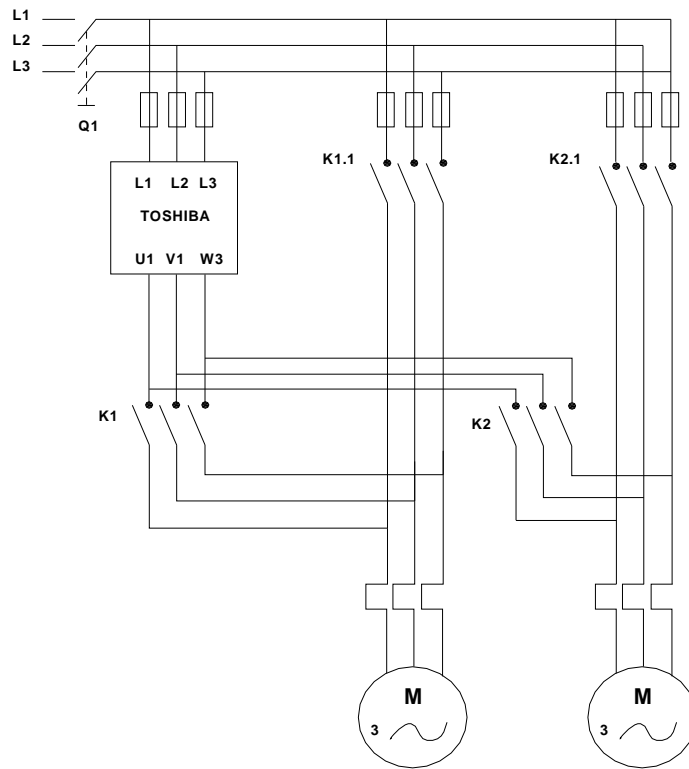 L1
L2
L3
Q1
K1.1
K2.1
L1 L2 L3
TOSHIBA
U1 V1 W3
K1
K2
M
3
M
3